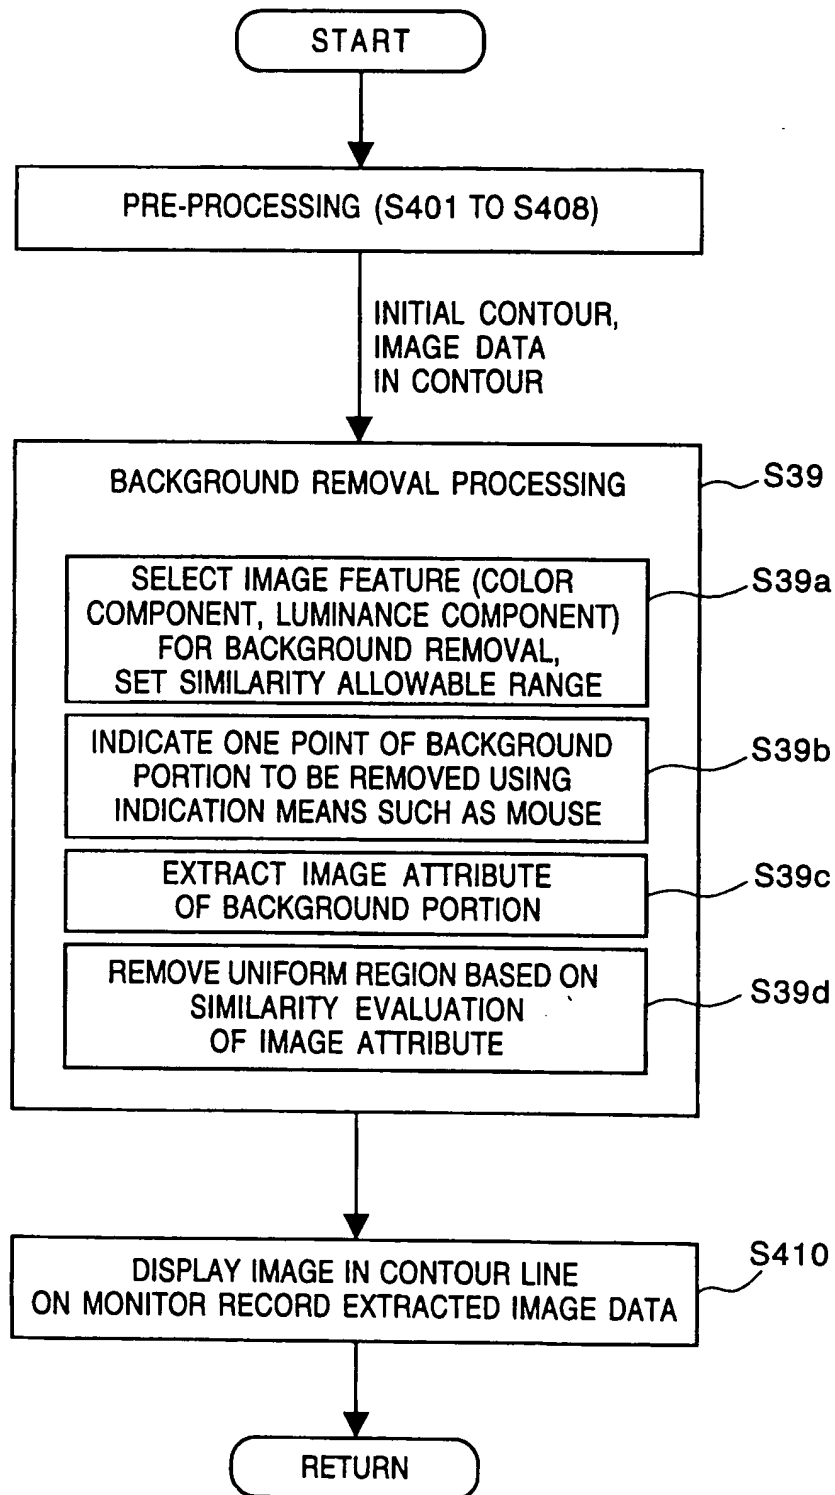 START
PRE-PROCESSING (S401 TO S408)
INITIAL CONTOUR,
IMAGE DATA
IN CONTOUR
BACKGROUND REMOVAL PROCESSING
S39
SELECT IMAGE FEATURE (COLOR
COMPONENT, LUMINANCE COMPONENT)
FOR BACKGROUND REMOVAL,
SET SIMILARITY ALLOWABLE RANGE
S39a
INDICATE ONE POINT OF BACKGROUND
PORTION TO BE REMOVED USING
INDICATION MEANS SUCH AS MOUSE
S39b
EXTRACT IMAGE ATTRIBUTE
OF BACKGROUND PORTION
S39c
REMOVE UNIFORM REGION BASED ON
SIMILARITY EVALUATION
OF IMAGE ATTRIBUTE
S39d
DISPLAY IMAGE IN CONTOUR LINE
ON MONITOR RECORD EXTRACTED IMAGE DATA
S410
RETURN